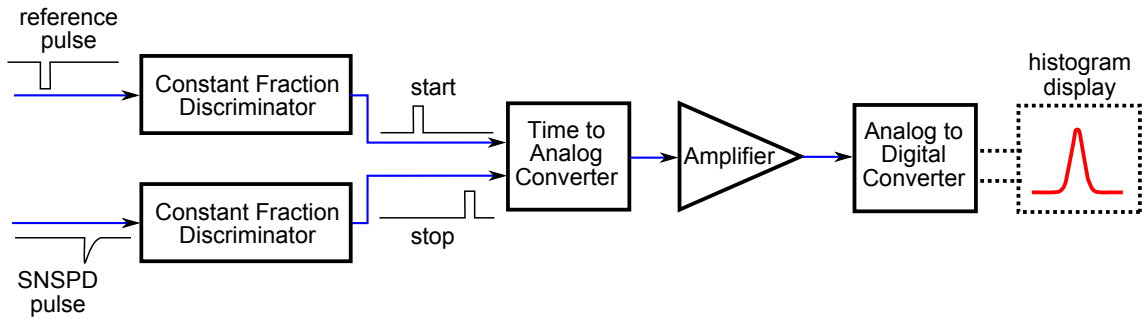 reference
pulse
Constant Fraction
Discriminator
start
Time to
Analog
Converter
Amplifier
Analog to
Digital
Converter
histogram
display
Constant Fraction
Discriminator
stop
SNSPD
pulse